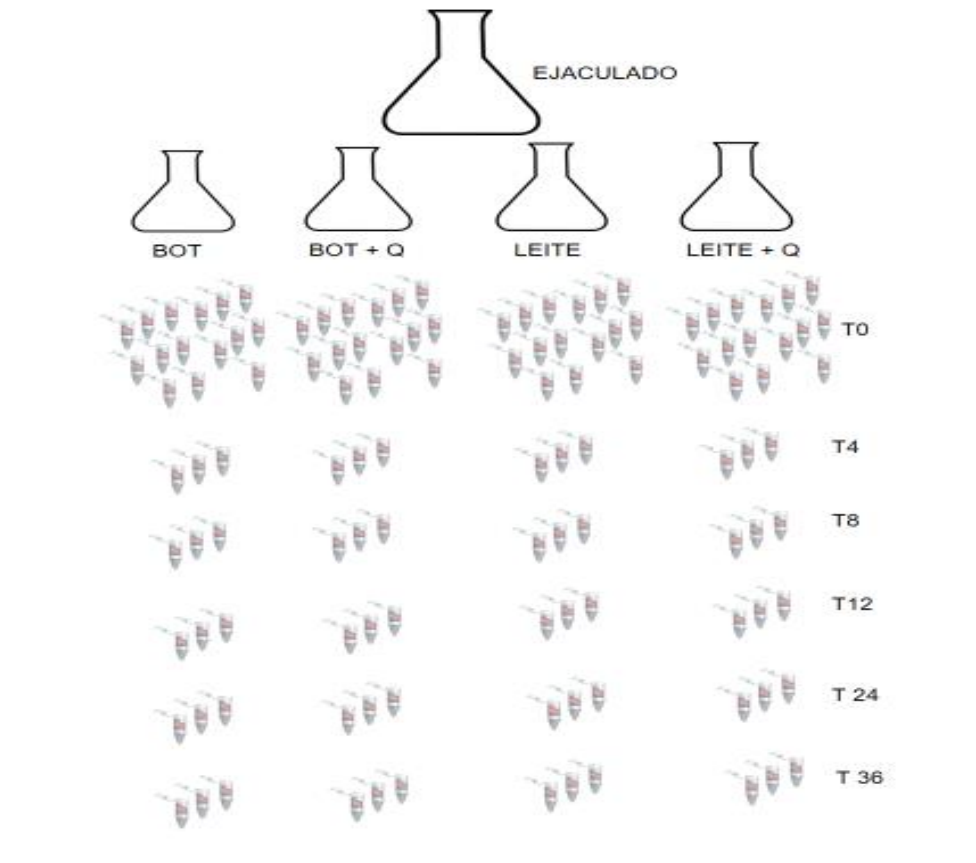 EJACULADO
BOT
BOT + Q
LEITE
LEITE + Q
T0
T4
T8
T12
T 24
T 36